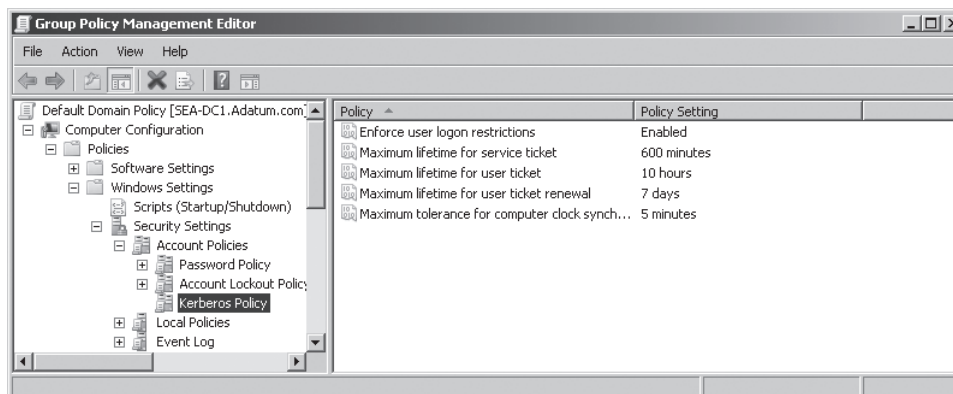 Group Policy Management Editor
File Action View Help
Default Domain Policy [SEA-DC1.Adatum.com]
Computer Configuration
Policies
Software Settings
Windows Settings
Scripts (Startup/Shutdown)
Security Settings
Account Policies
Password Policy
Account Lockout Policy
Kerberos Policy
Local Policies
Event Log
Policy Policy Setting
Enforce user logon restrictions Enabled
Maximum lifetime for service ticket 600 minutes
Maximum lifetime for user ticket 10 hours
Maximum lifetime for user ticket renewal 7 days
Maximum tolerance for computer clock synch... 5 minutes